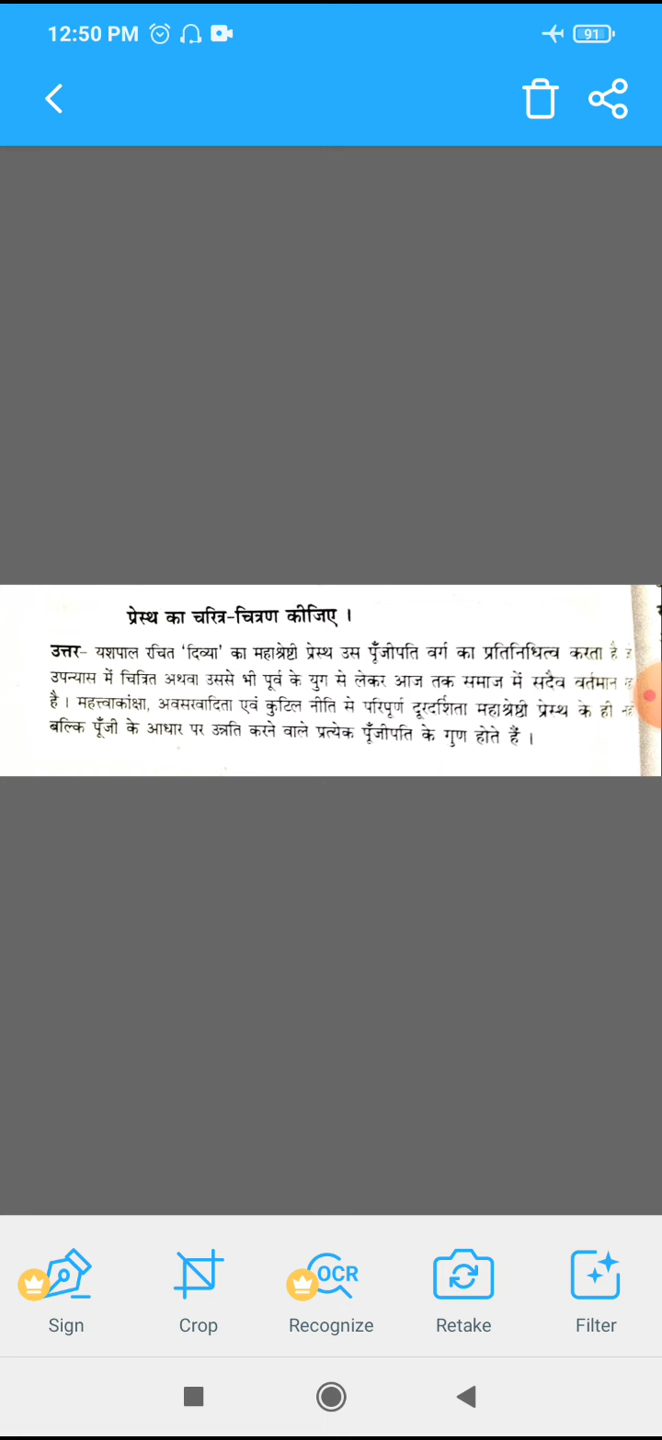 12:50 PM
91
प्रेस्थ का चरित्र-चित्रण कीजिए ।
उत्तर- यशपाल रचित 'दिव्या' का महाश्रेष्टी प्रेस्थ उस पूँजीपति वर्ग का प्रतिनिधित्व करता है
उपन्यास में चित्रित अथवा उससे भी पूर्व के युग से लेकर आज तक समाज में सदैव वर्तमान
है । महत्त्वाकांक्षा, अवसरवादिता एवं कुटिल नीति से परिपूर्ण दूरदर्शिता महाश्रेष्ठी प्रेस्थ के ही
बल्कि पूँजी के आधार पर उन्नति करने वाले प्रत्येक पूँजीपति के गुण होते हैं ।
OCR
Sign Crop Recognize Retake Filter